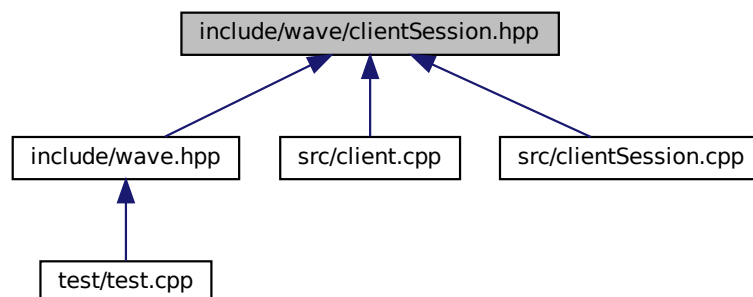 include/wave/clientSession.hpp
include/wave.hpp
src/client.cpp
src/clientSession.cpp
test/test.cpp